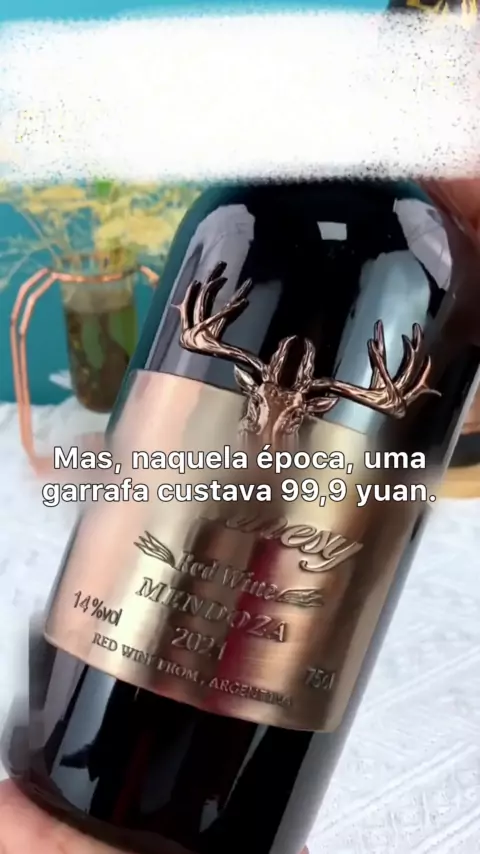 Mas, naquela época, uma
garrafa custava 99,9 yuan.
Red Wine
MENDOZA
14%vol
2021
75cl
RED WINE FROM, ARGENTINA